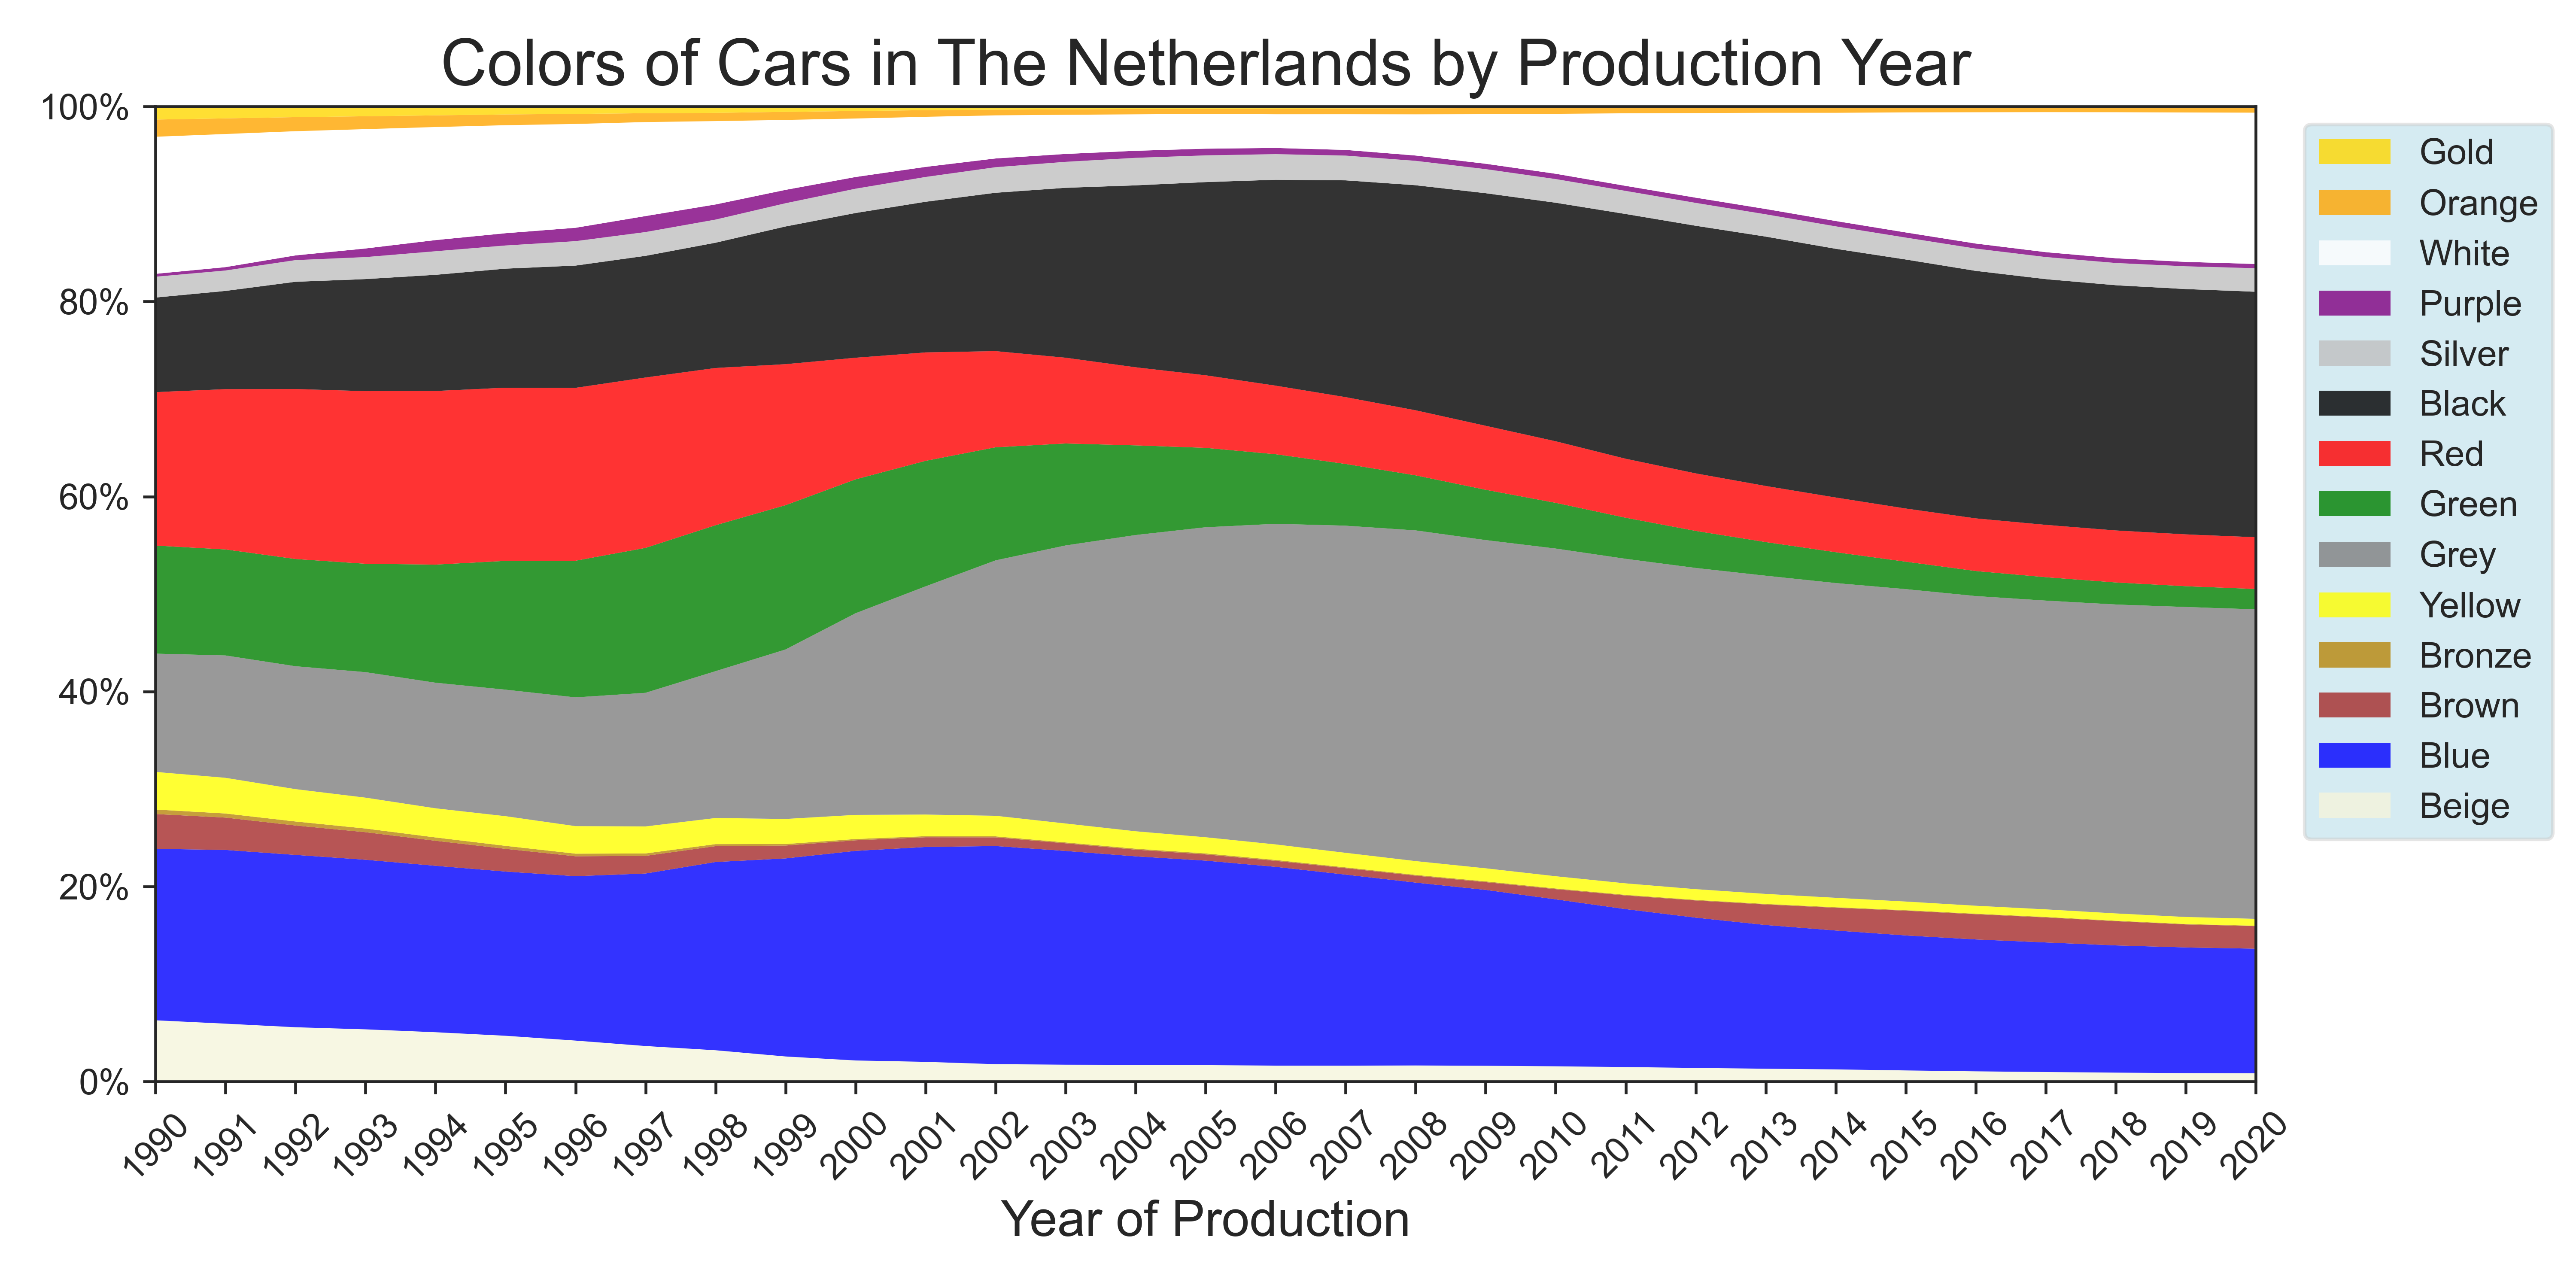 Colors of Cars in The Netherlands by Production Year
100%
80%
60%
40%
20%
0%
1990
1991
1992
1993
1994
1995
1996
1997
1998
1999
2000
2001
2002
2003
2004
2005
2006
2007
2008
2009
2010
2011
2012
2013
2014
2015
2016
2017
2018
2019
2020
Year of Production
Gold
Orange
White
Purple
Silver
Black
Red
Green
Grey
Yellow
Bronze
Brown
Blue
Beige